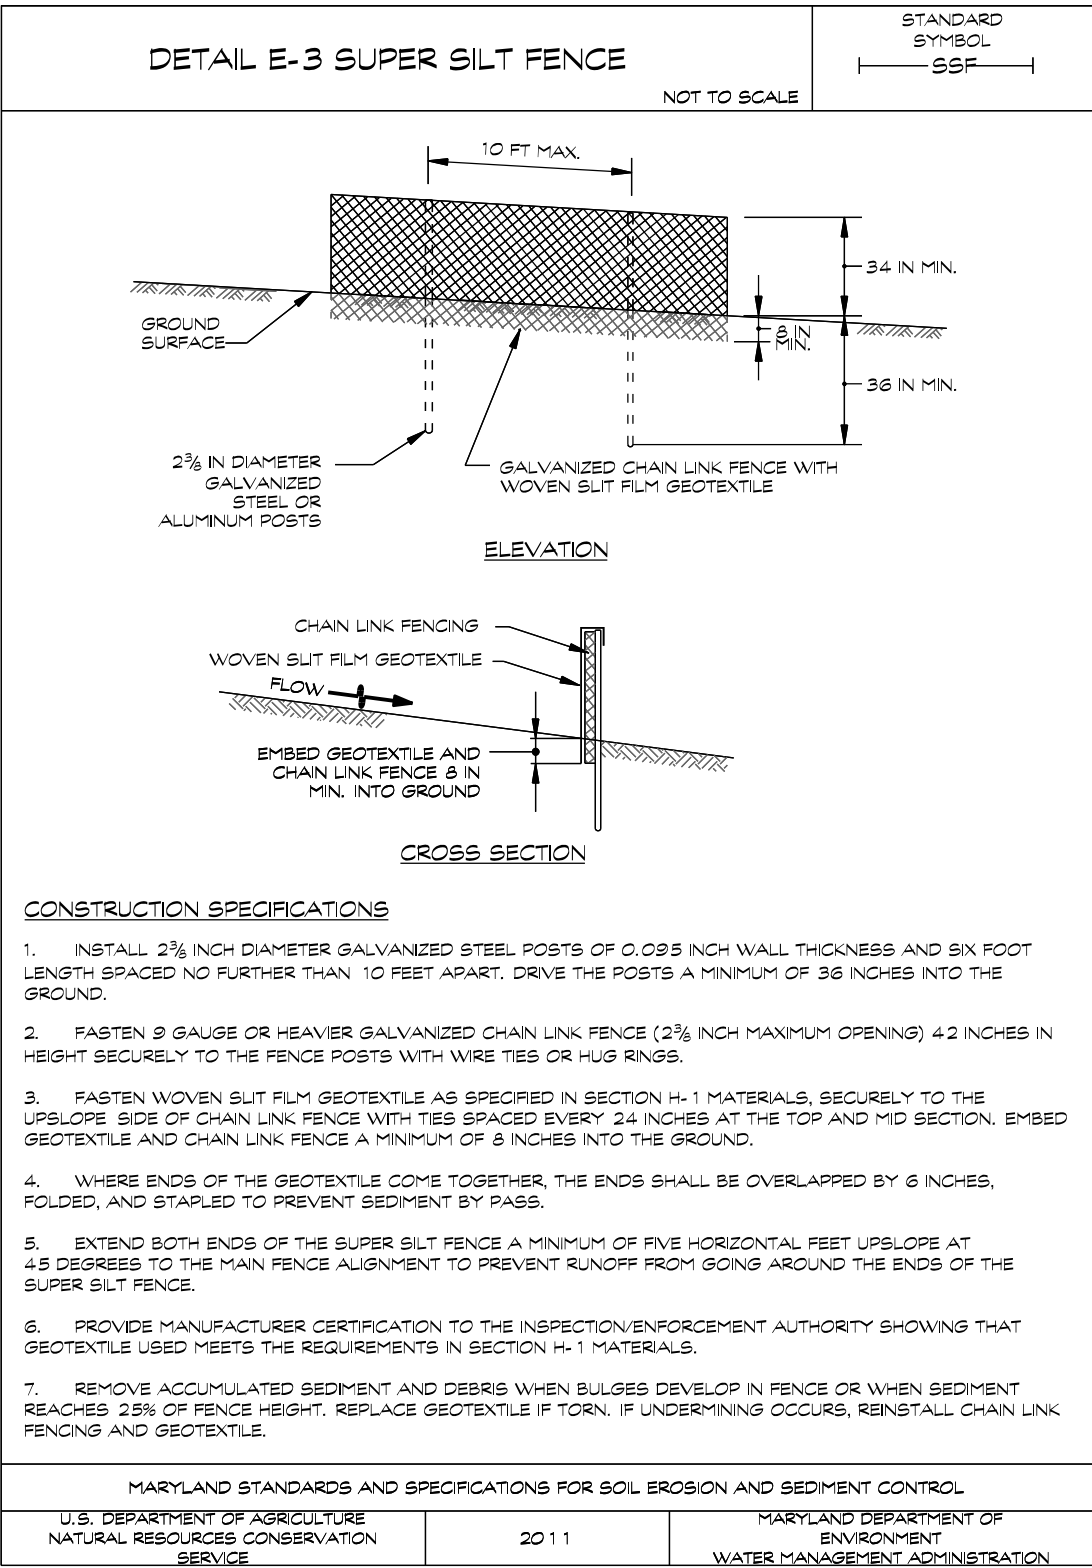 DETAIL E-3 SUPER SILT FENCE
NOT TO SCALE
STANDARD
SYMBOL
SSF
10 FT MAX.
34 IN MIN.
GROUND
SURFACE
8 IN
MIN.
36 IN MIN.
2⅜ IN DIAMETER
GALVANIZED
STEEL OR
ALUMINUM POSTS
GALVANIZED CHAIN LINK FENCE WITH
WOVEN SLIT FILM GEOTEXTILE
ELEVATION
CHAIN LINK FENCING
WOVEN SLIT FILM GEOTEXTILE
FLOW
EMBED GEOTEXTILE AND
CHAIN LINK FENCE 8 IN
MIN. INTO GROUND
CROSS SECTION
CONSTRUCTION SPECIFICATIONS
1. INSTALL 2⅜ INCH DIAMETER GALVANIZED STEEL POSTS OF 0.095 INCH WALL THICKNESS AND SIX FOOT
LENGTH SPACED NO FURTHER THAN 10 FEET APART. DRIVE THE POSTS A MINIMUM OF 36 INCHES INTO THE
GROUND.
2. FASTEN 9 GAUGE OR HEAVIER GALVANIZED CHAIN LINK FENCE (2⅜ INCH MAXIMUM OPENING) 42 INCHES IN
HEIGHT SECURELY TO THE FENCE POSTS WITH WIRE TIES OR HUG RINGS.
3. FASTEN WOVEN SLIT FILM GEOTEXTILE AS SPECIFIED IN SECTION H-1 MATERIALS, SECURELY TO THE
UPSLOPE SIDE OF CHAIN LINK FENCE WITH TIES SPACED EVERY 24 INCHES AT THE TOP AND MID SECTION. EMBED
GEOTEXTILE AND CHAIN LINK FENCE A MINIMUM OF 8 INCHES INTO THE GROUND.
4. WHERE ENDS OF THE GEOTEXTILE COME TOGETHER, THE ENDS SHALL BE OVERLAPPED BY 6 INCHES,
FOLDED, AND STAPLED TO PREVENT SEDIMENT BY PASS.
5. EXTEND BOTH ENDS OF THE SUPER SILT FENCE A MINIMUM OF FIVE HORIZONTAL FEET UPSLOPE AT
45 DEGREES TO THE MAIN FENCE ALIGNMENT TO PREVENT RUNOFF FROM GOING AROUND THE ENDS OF THE
SUPER SILT FENCE.
6. PROVIDE MANUFACTURER CERTIFICATION TO THE INSPECTION/ENFORCEMENT AUTHORITY SHOWING THAT
GEOTEXTILE USED MEETS THE REQUIREMENTS IN SECTION H-1 MATERIALS.
7. REMOVE ACCUMULATED SEDIMENT AND DEBRIS WHEN BULGES DEVELOP IN FENCE OR WHEN SEDIMENT
REACHES 25% OF FENCE HEIGHT. REPLACE GEOTEXTILE IF TORN. IF UNDERMINING OCCURS, REINSTALL CHAIN LINK
FENCING AND GEOTEXTILE.
MARYLAND STANDARDS AND SPECIFICATIONS FOR SOIL EROSION AND SEDIMENT CONTROL
U.S. DEPARTMENT OF AGRICULTURE
NATURAL RESOURCES CONSERVATION
SERVICE
2011
MARYLAND DEPARTMENT OF
ENVIRONMENT
WATER MANAGEMENT ADMINISTRATION